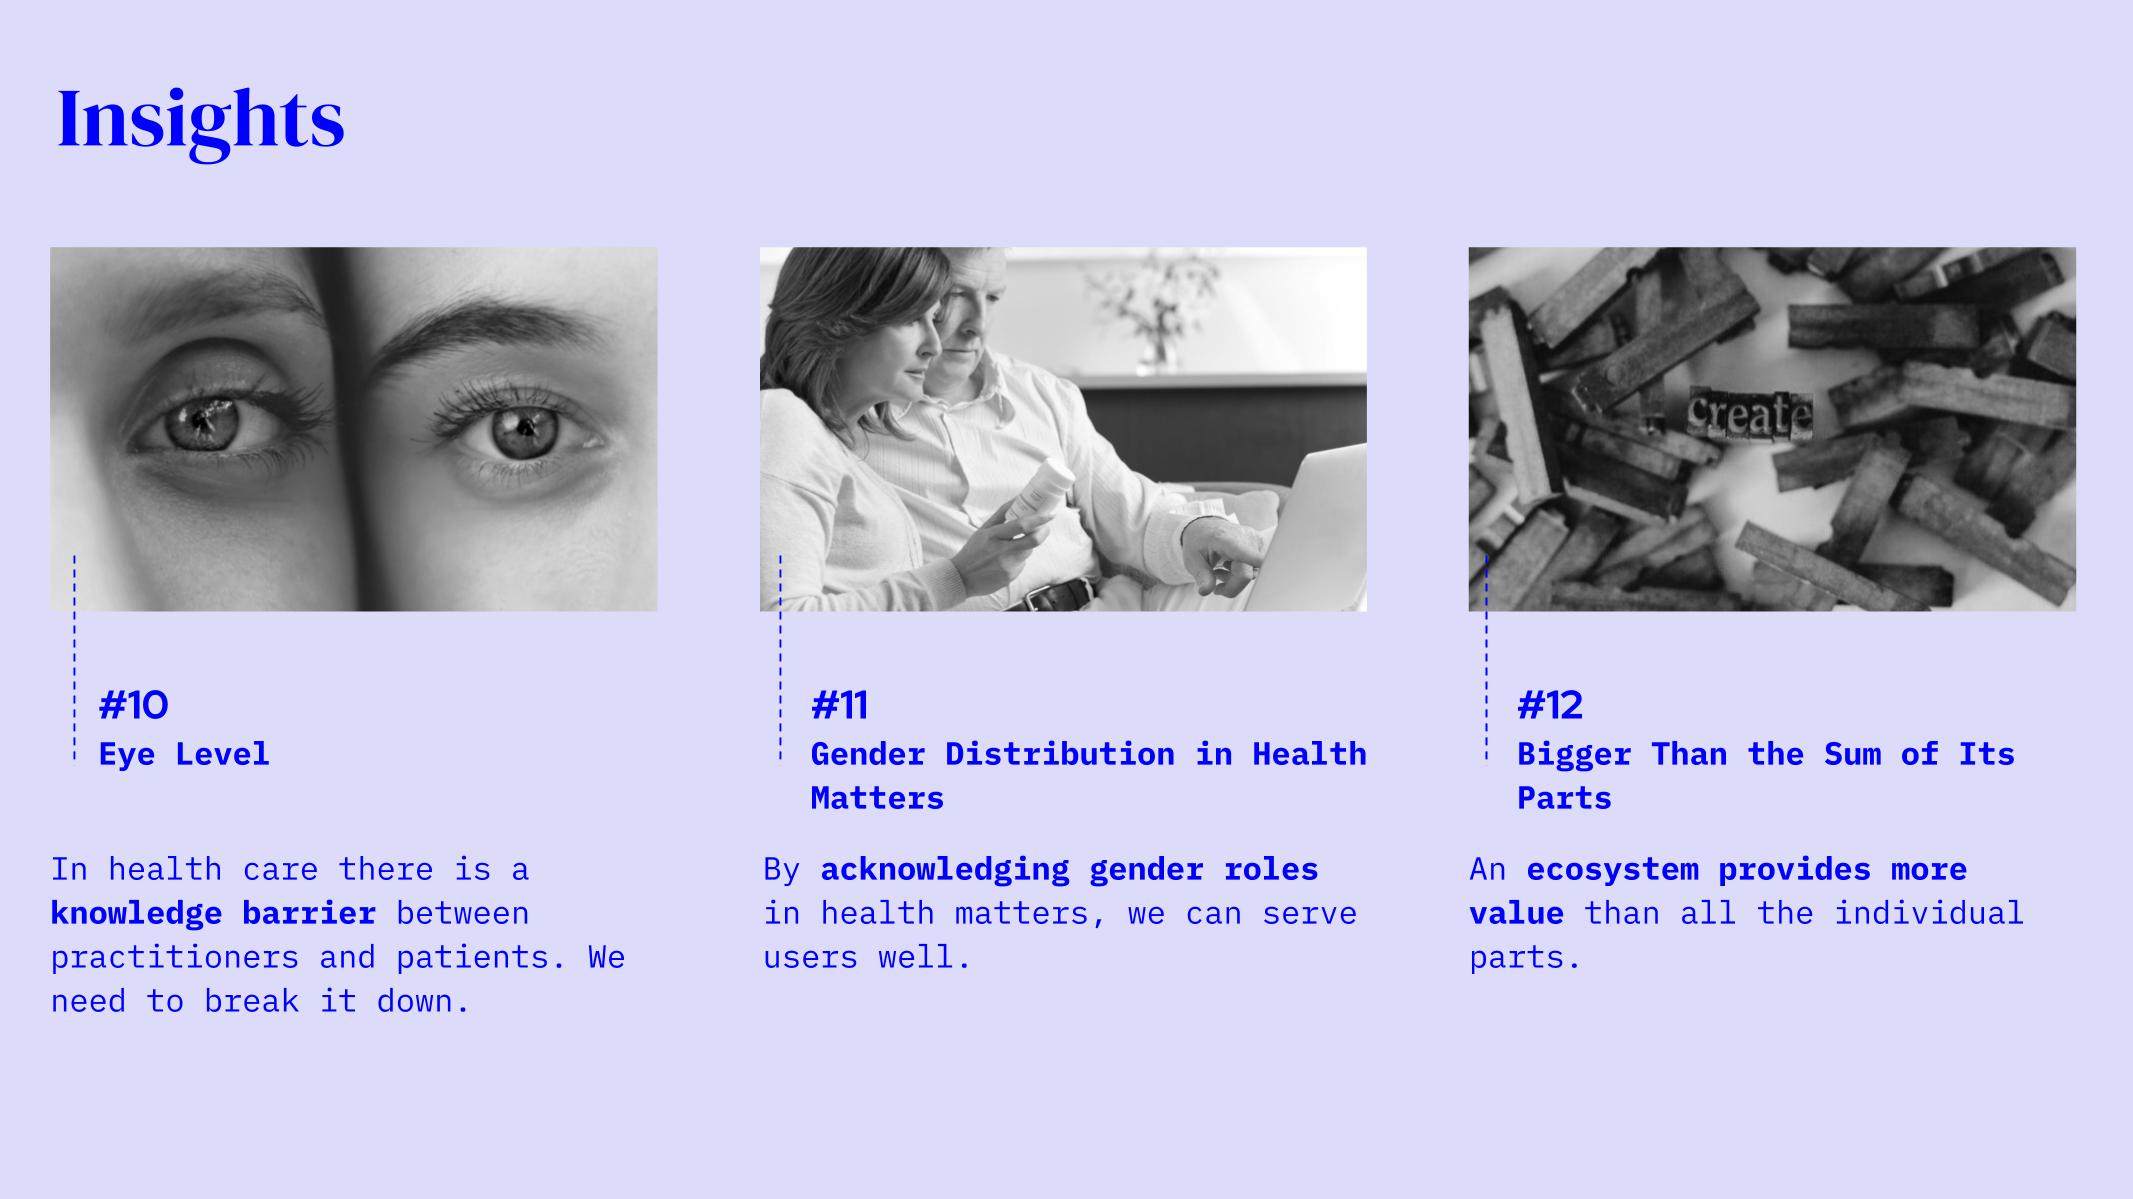 Insights
create
#10
Eye Level
In health care there is a
knowledge barrier between
practitioners and patients. We
need to break it down.
#11
Gender Distribution in Health
Matters
By acknowledging gender roles
in health matters, we can serve
users well.
#12
Bigger Than the Sum of Its
Parts
An ecosystem provides more
value than all the individual
parts.